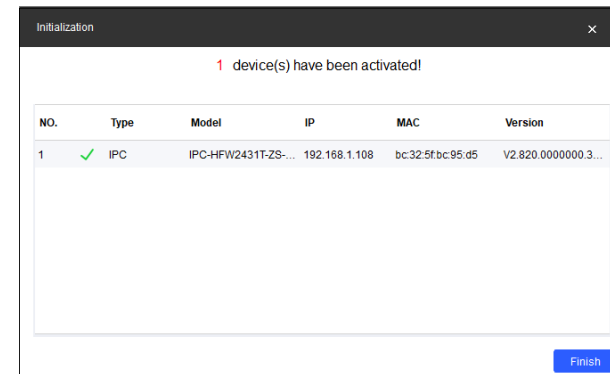 Initialization
1 device(s) have been activated!
NO. Type Model IP MAC Version
1 IPC IPC-HFW2431T-ZS-... 192.168.1.108 bc:32:5f:bc:95:d5 V2.820.0000000.3...
Finish